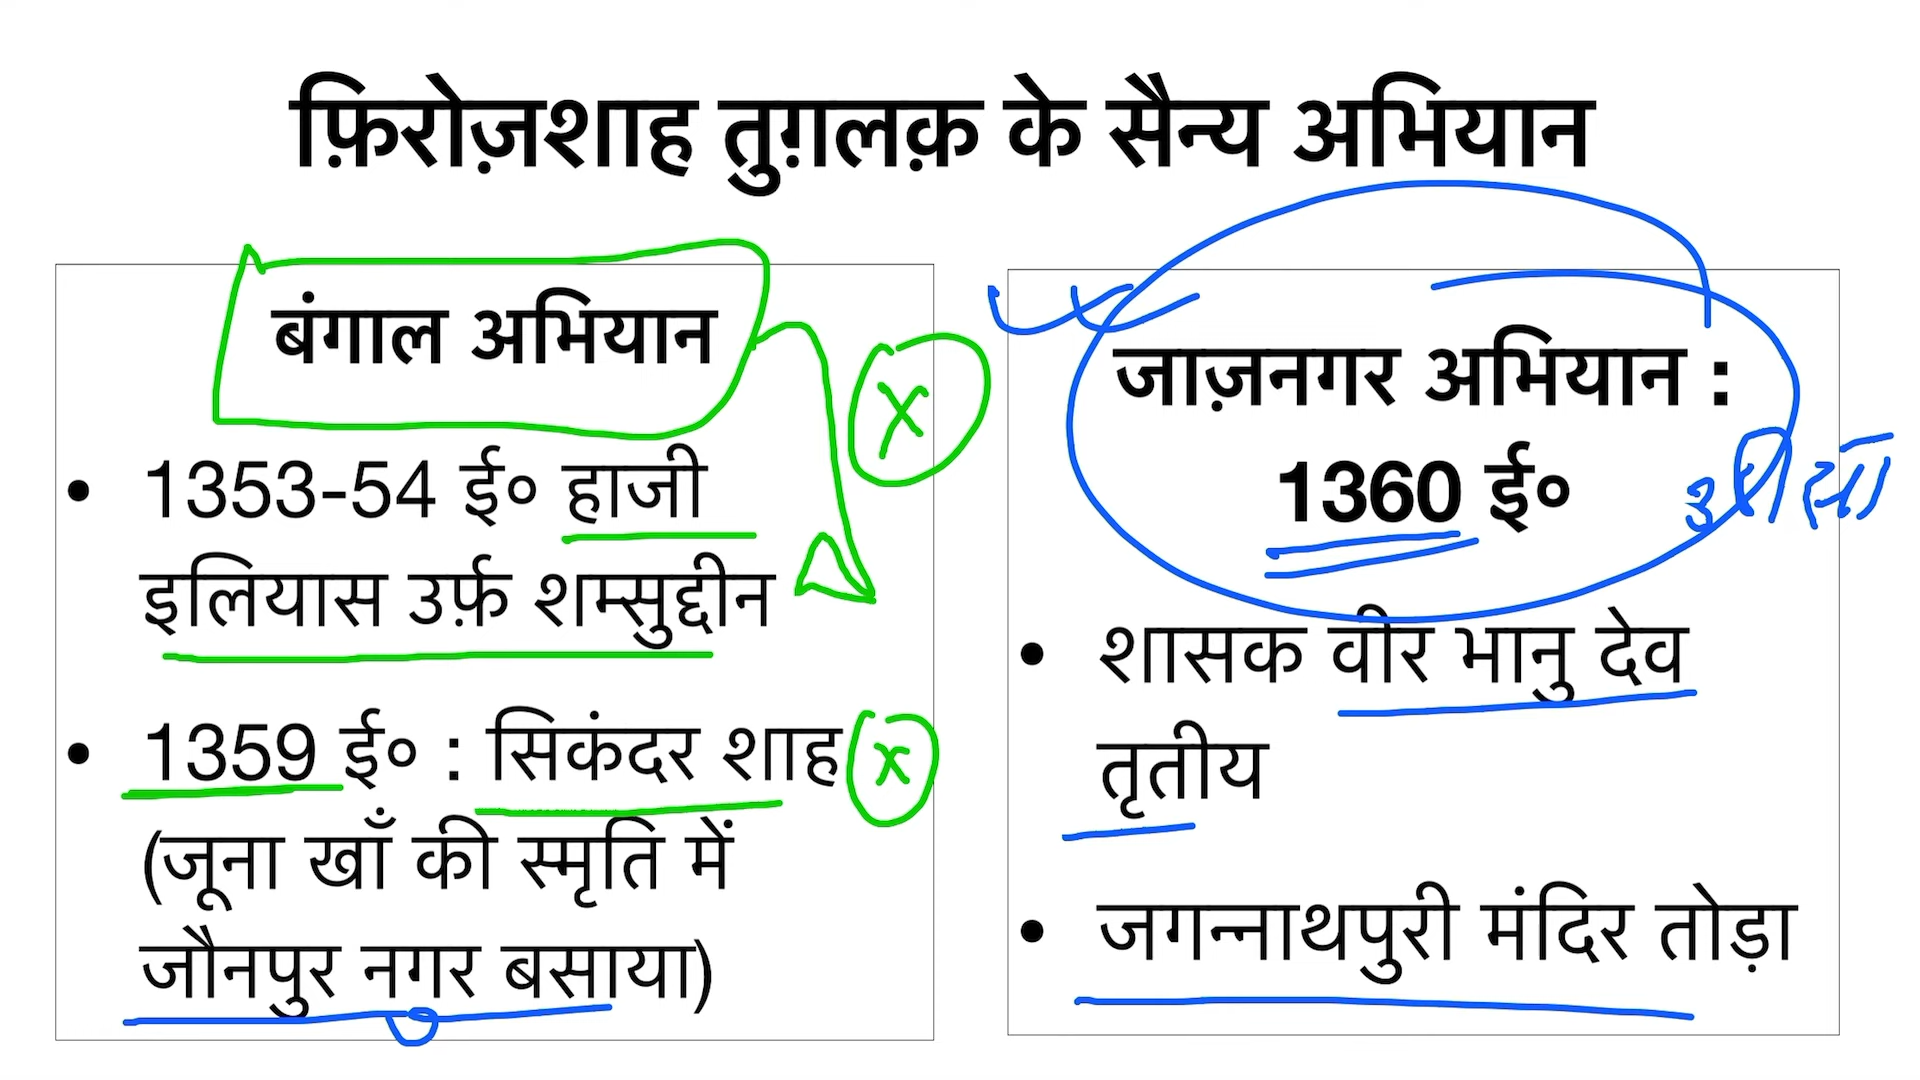 फ़िरोज़शाह तुग़लक़ के सैन्य अभियान
बंगाल अभियान
• 1353-54 ई० हाजी
इलियास उर्फ़ शम्सुद्दीन
• 1359 ई० : सिकंदर शाह
(जूना खाँ की स्मृति में
जौनपुर नगर बसाया)
x
x
जाज़नगर अभियान :
1360 ई०
• शासक वीर भानु देव
तृतीय
• जगन्नाथपुरी मंदिर तोड़ा